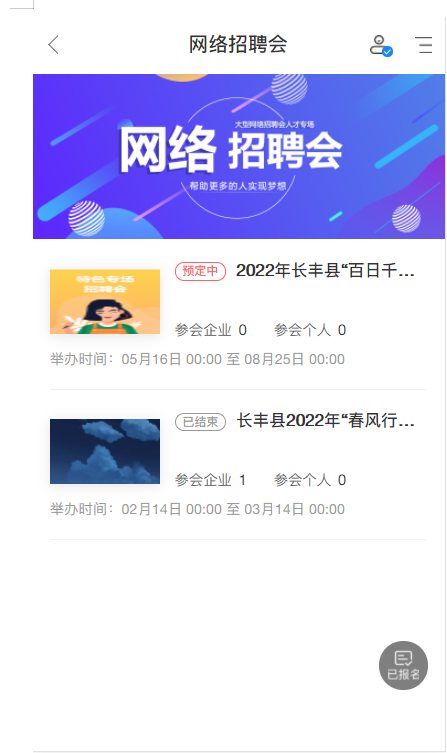 网络招聘会
大型网络招聘会人才专场
网络 招聘会
帮助更多的人实现梦想
特色专场
招聘会
预定中 2022年长丰县“百日千...
参会企业 0 参会个人 0
举办时间：05月16日 00:00 至 08月25日 00:00
已结束 长丰县2022年“春风行...
参会企业 1 参会个人 0
举办时间：02月14日 00:00 至 03月14日 00:00
已报名